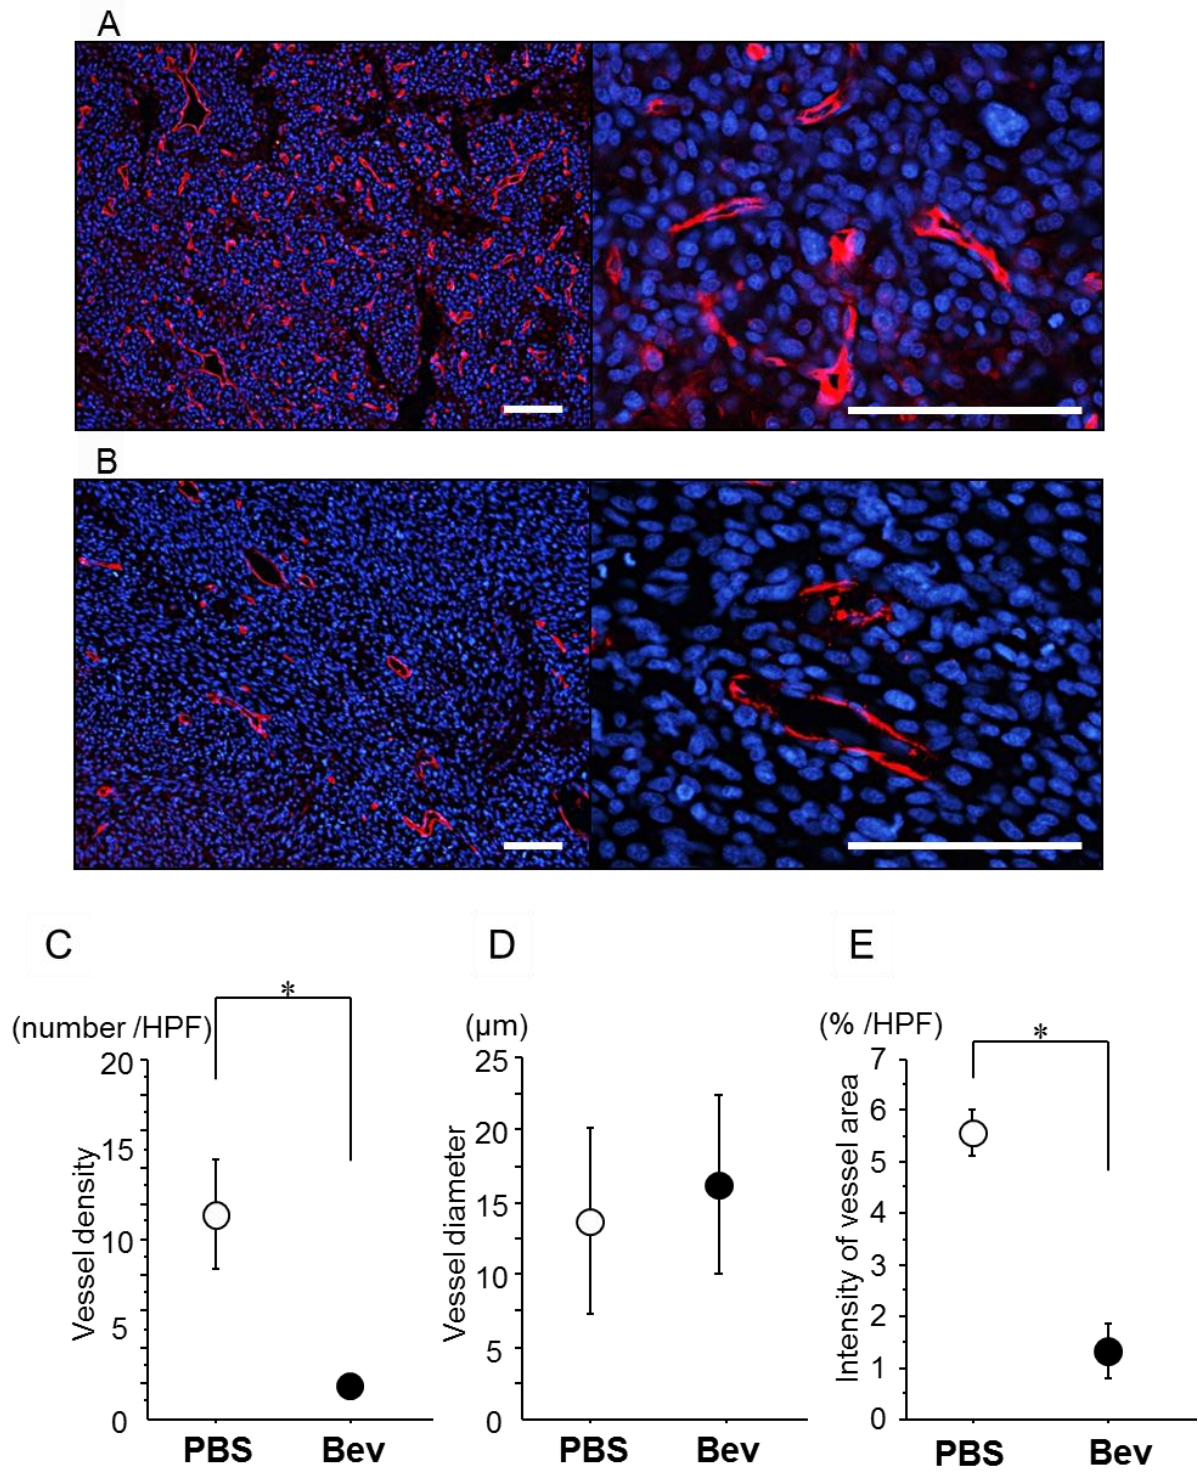 A
B
C
D
E
*
*
(number /HPF)
(µm)
(% /HPF)
Vessel density
20
15
10
5
0
PBS
Bev
Vessel diameter
25
20
15
10
5
0
PBS
Bev
Intensity of vessel area
7
6
5
4
3
2
1
0
PBS
Bev